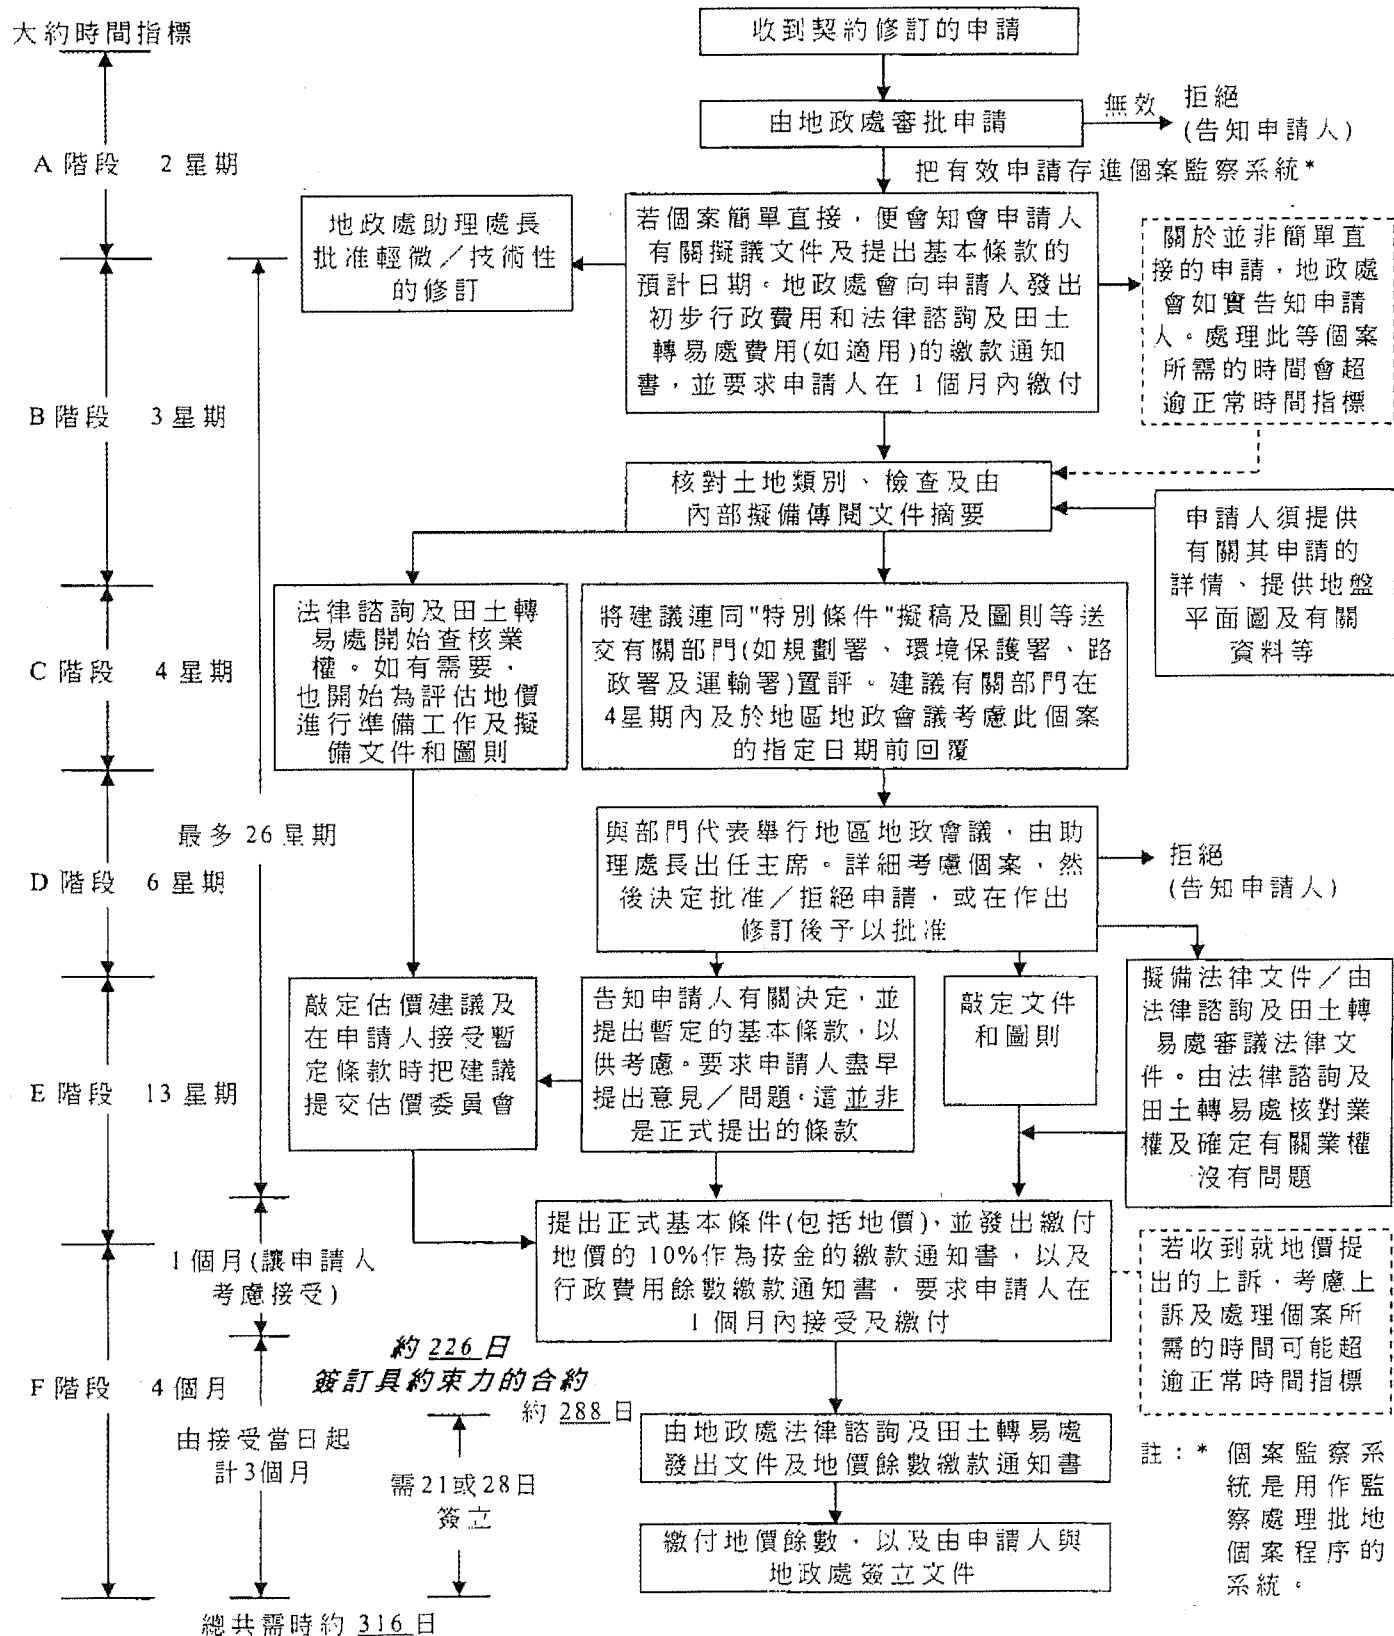 大約時間指標
收到契約修訂的申請
由地政處審批申請
無效
拒絕
(告知申請人)
把有效申請存進個案監察系統*
A 階段 2 星期
地政處助理處長
批准輕微／技術性
的修訂
若個案簡單直接，便會知會申請人
有關擬議文件及提出基本條款的
預計日期。地政處會向申請人發出
初步行政費用和法律諮詢及田土
轉易處費用(如適用)的繳款通知
書，並要求申請人在 1 個月內繳付
關於並非簡單直
接的申請，地政處
會如實告知申請
人。處理此等個案
所需的時間會超
逾正常時間指標
B 階段 3 星期
核對土地類別、檢查及由
內部擬備傳閱文件摘要
申請人須提供
有關其申請的
詳情、提供地盤
平面圖及有關
資料等
C 階段 4 星期
法律諮詢及田土轉
易處開始查核業
權。如有需要，
也開始為評估地價
進行準備工作及擬
備文件和圖則
將建議連同"特別條件"擬稿及圖則等送
交有關部門(如規劃署、環境保護署、路
政署及運輸署)置評。建議有關部門在
4星期內及於地區地政會議考慮此個案
的指定日期前回覆
最多 26 星期
D 階段 6 星期
與部門代表舉行地區地政會議，由助
理處長出任主席。詳細考慮個案，然
後決定批准／拒絕申請，或在作出
修訂後予以批准
拒絕
(告知申請人)
E 階段 13 星期
敲定估價建議及
在申請人接受暫
定條款時把建議
提交估價委員會
告知申請人有關決定，並
提出暫定的基本條款，以
供考慮。要求申請人盡早
提出意見／問題。這並非
是正式提出的條款
敲定文件
和圖則
擬備法律文件／由
法律諮詢及田土轉
易處審議法律文
件。由法律諮詢及
田土轉易處核對業
權及確定有關業權
沒有問題
1 個月(讓申請人
考慮接受)
提出正式基本條件(包括地價)，並發出繳付
地價的 10%作為按金的繳款通知書，以及
行政費用餘數繳款通知書，要求申請人在
1 個月內接受及繳付
若收到就地價提
出的上訴，考慮上
訴及處理個案所
需的時間可能超
逾正常時間指標
約 226 日
簽訂具約束力的合約
F 階段 4 個月
約 288 日
由接受當日起
計 3個月
需 21或28日
簽立
由地政處法律諮詢及田土轉易處
發出文件及地價餘數繳款通知書
繳付地價餘數，以及由申請人與
地政處簽立文件
註：* 個案監察系
統是用作監
察處理批地
個案程序的
系統。
總共需時約 316 日